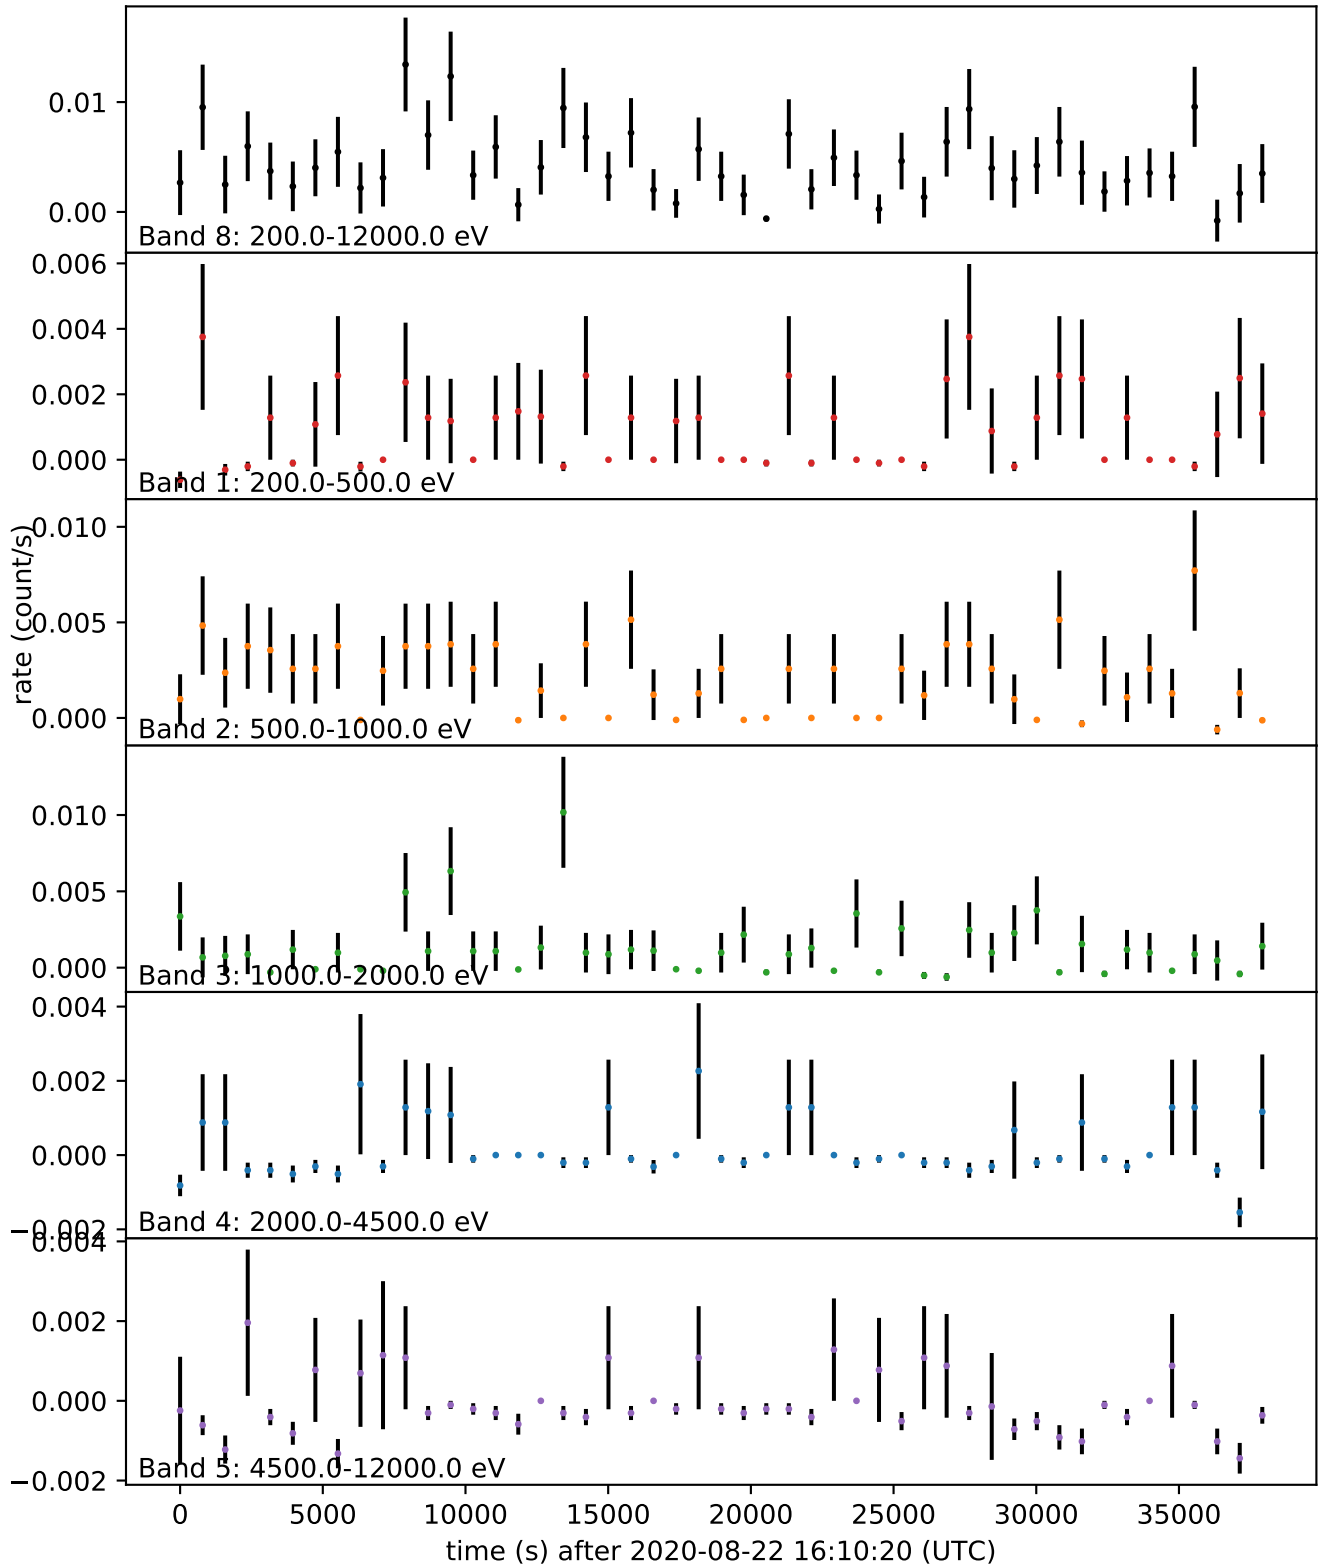 0.01
0.00
Band 8: 200.0-12000.0 eV
0.006
0.004
0.002
0.000
Band 1: 200.0-500.0 eV
rate (count/s)
0.010
0.005
0.000
Band 2: 500.0-1000.0 eV
0.010
0.005
0.000
Band 3: 1000.0-2000.0 eV
0.004
0.002
0.000
−0.002
Band 4: 2000.0-4500.0 eV
0.004
0.002
0.000
−0.002
Band 5: 4500.0-12000.0 eV
0 5000 10000 15000 20000 25000 30000 35000
time (s) after 2020-08-22 16:10:20 (UTC)